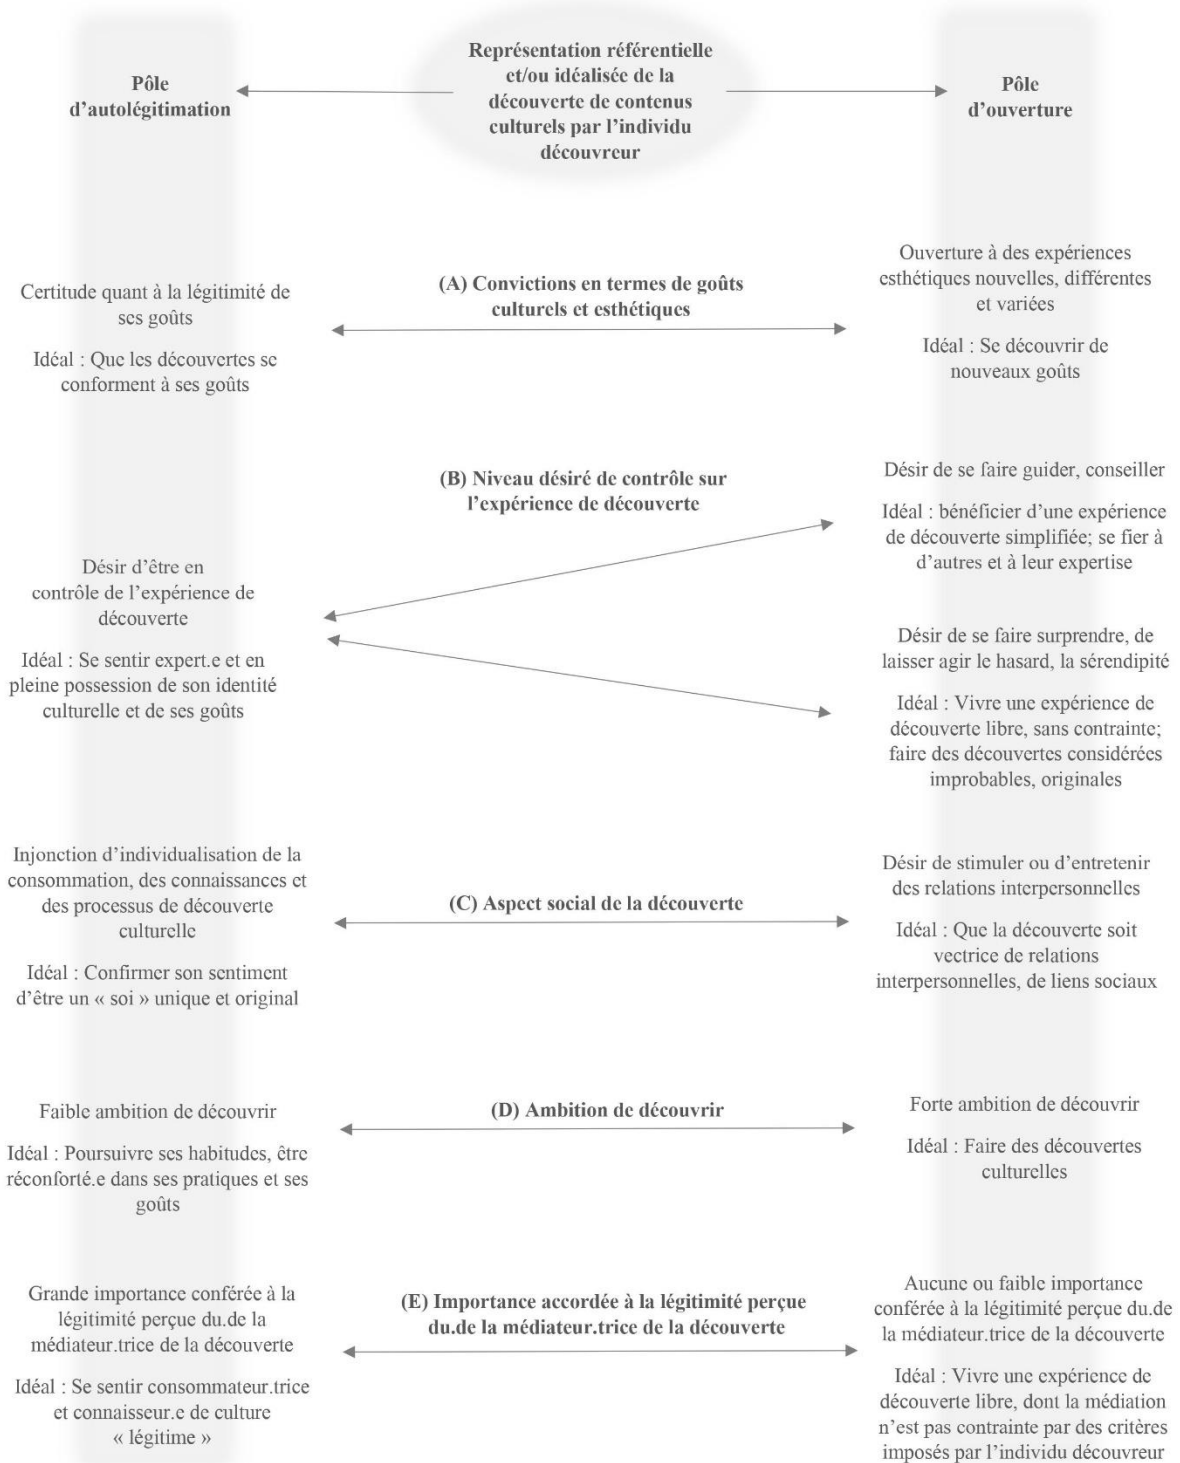 Pôle
d'autolégitimation
Représentation référentielle
et/ou idéalisée de la
découverte de contenus
culturels par l'individu
découvreur
Pôle
d'ouverture
Certitude quant à la légitimité de
ses goûts
Idéal : Que les découvertes se
conforment à ses goûts
(A) Convictions en termes de goûts
culturels et esthétiques
Ouverture à des expériences
esthétiques nouvelles, différentes
et variées
Idéal : Se découvrir de
nouveaux goûts
Désir d'être en
contrôle de l'expérience de
découverte
Idéal : Se sentir expert.e et en
pleine possession de son identité
culturelle et de ses goûts
(B) Niveau désiré de contrôle sur
l'expérience de découverte
Désir de se faire guider, conseiller
Idéal : bénéficier d'une expérience
de découverte simplifiée; se fier à
d'autres et à leur expertise
Désir de se faire surprendre, de
laisser agir le hasard, la sérendipité
Idéal : Vivre une expérience de
découverte libre, sans contrainte;
faire des découvertes considérées
improbables, originales
Injonction d'individualisation de la
consommation, des connaissances et
des processus de découverte
culturelle
Idéal : Confirmer son sentiment
d'être un « soi » unique et original
(C) Aspect social de la découverte
Désir de stimuler ou d'entretenir
des relations interpersonnelles
Idéal : Que la découverte soit
vectrice de relations
interpersonnelles, de liens sociaux
Faible ambition de découvrir
Idéal : Poursuivre ses habitudes, être
réconforté.e dans ses pratiques et ses
goûts
(D) Ambition de découvrir
Forte ambition de découvrir
Idéal : Faire des découvertes
culturelles
Grande importance conférée à la
légitimité perçue du.de la
médiateur.trice de la découverte
Idéal : Se sentir consommateur.trice
et connaisseur.e de culture
« légitime »
(E) Importance accordée à la légitimité perçue
du.de la médiateur.trice de la découverte
Aucune ou faible importance
conférée à la légitimité perçue du.de
la médiateur.trice de la découverte
Idéal : Vivre une expérience de
découverte libre, dont la médiation
n'est pas contrainte par des critères
imposés par l'individu découvreur